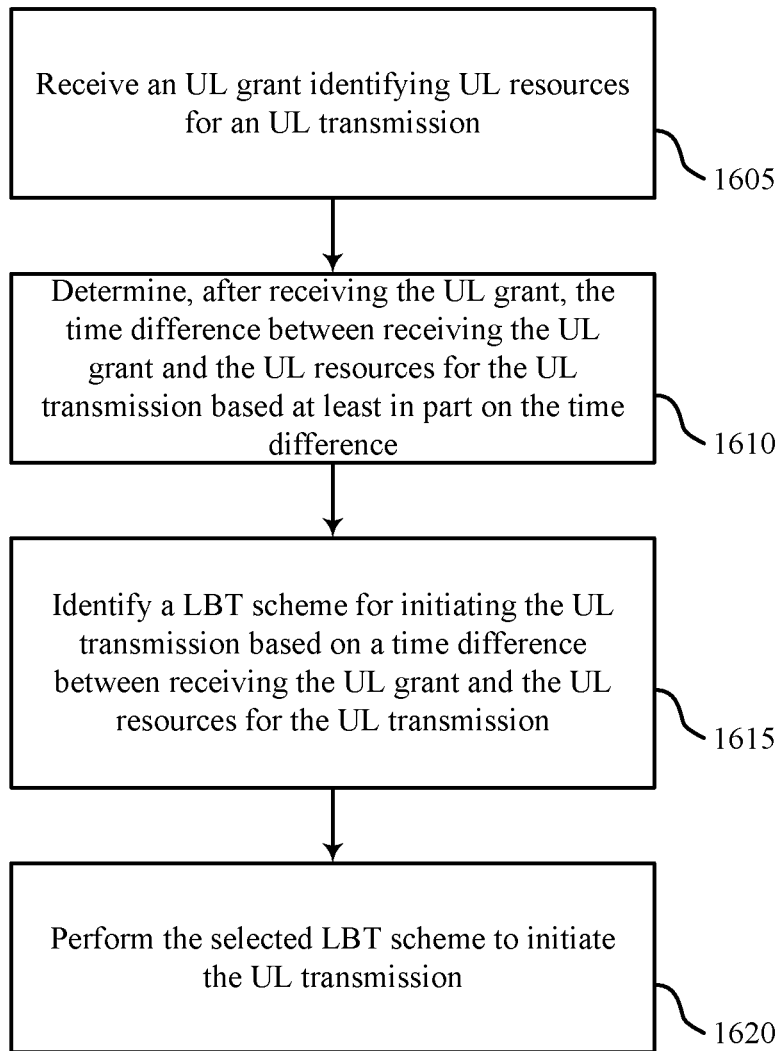 Receive an UL grant identifying UL resources
for an UL transmission
1605
Determine, after receiving the UL grant, the
time difference between receiving the UL
grant and the UL resources for the UL
transmission based at least in part on the time
difference
1610
Identify a LBT scheme for initiating the UL
transmission based on a time difference
between receiving the UL grant and the UL
resources for the UL transmission
1615
Perform the selected LBT scheme to initiate
the UL transmission
1620